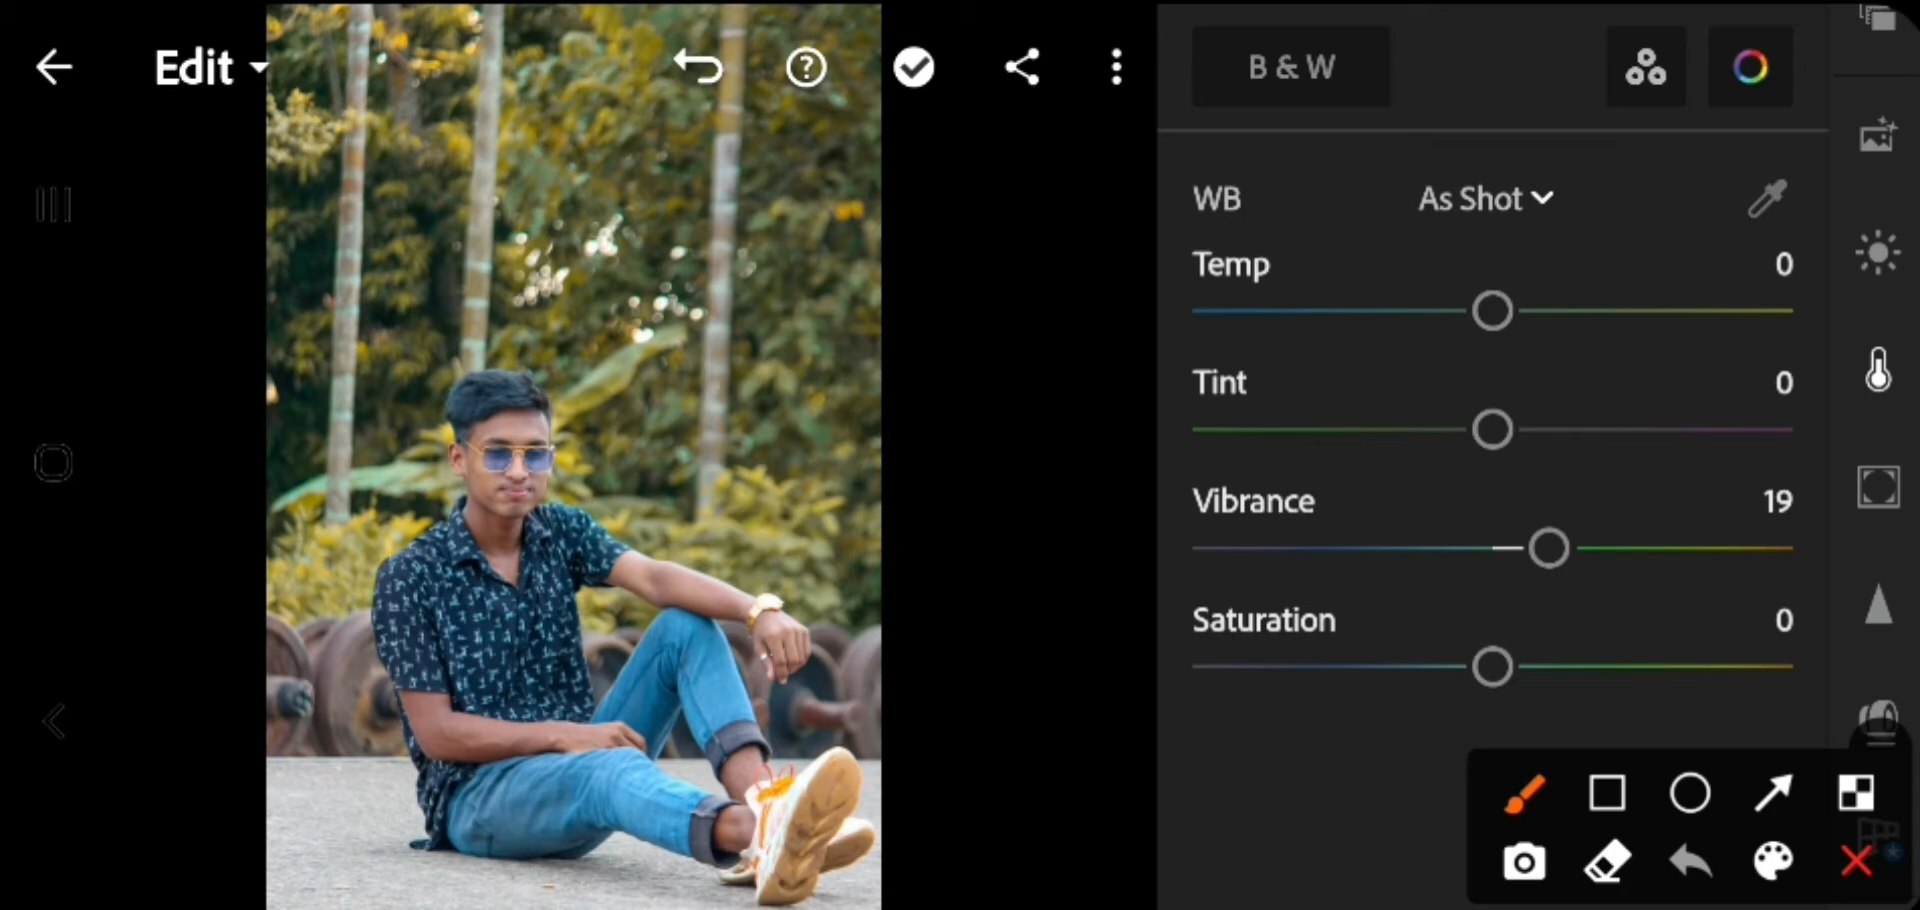 Edit
B & W
WB As Shot
Temp 0
Tint 0
Vibrance 19
Saturation 0